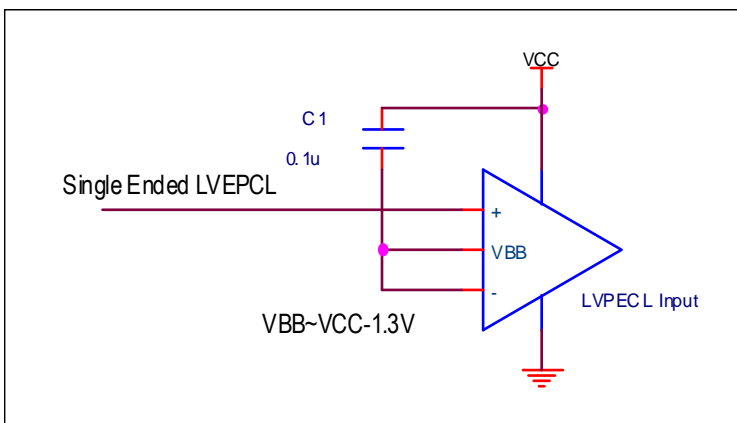 VCC
C1
0.1u
Single Ended LVEPCL
+
VBB
-
LVPECL Input
VBB~VCC-1.3V